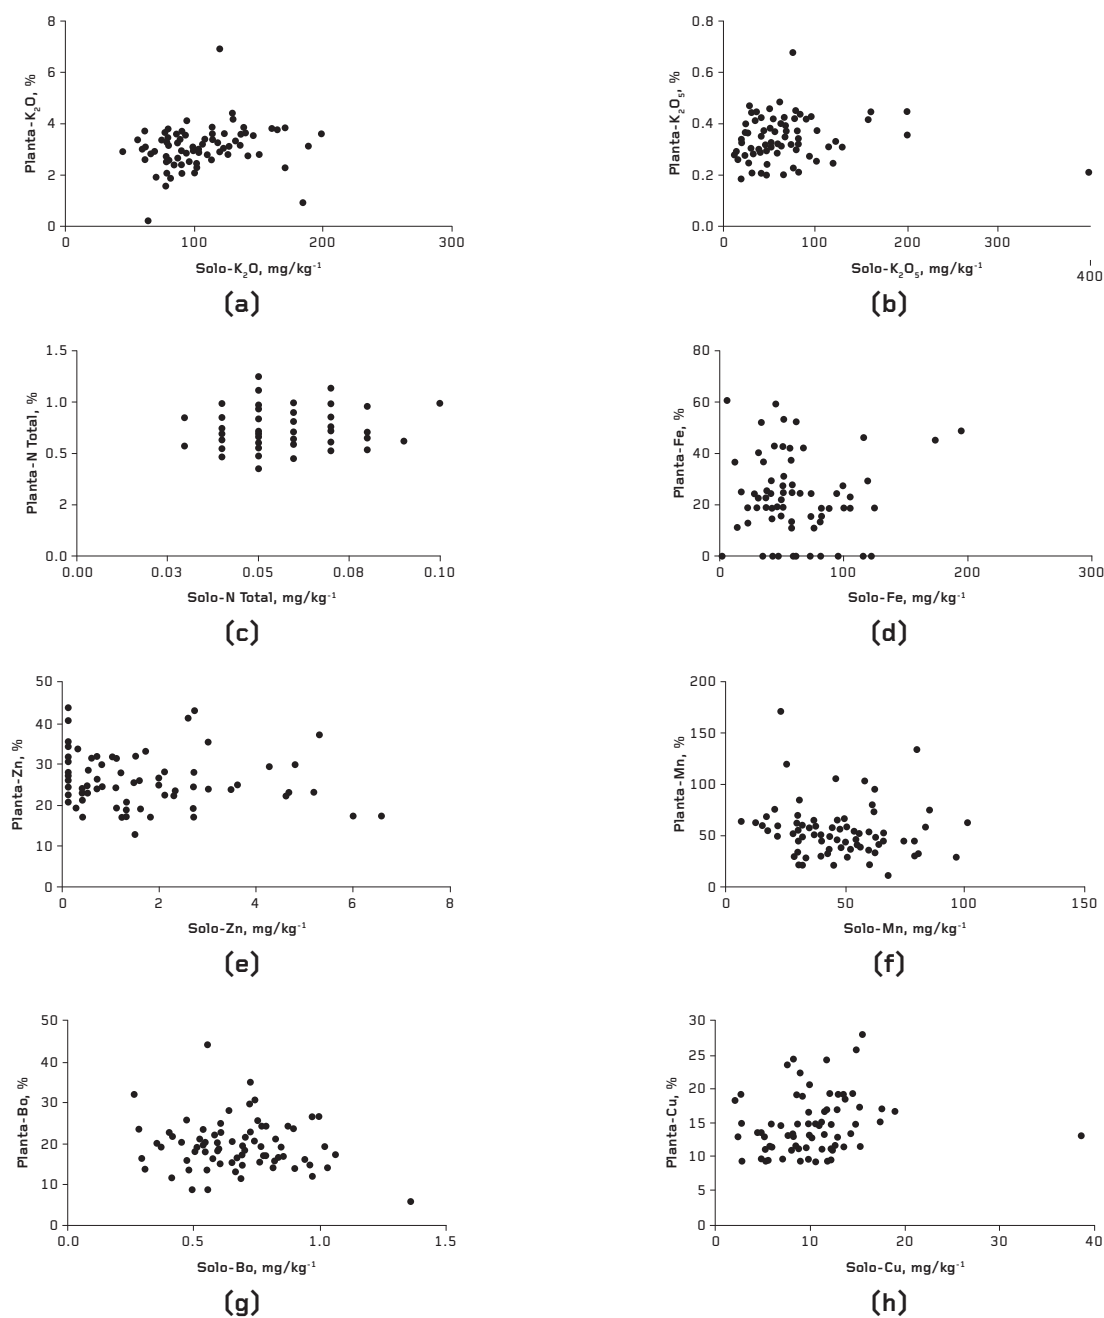 8
6
4
2
0
Planta-K₂O, %
0 100 200 300
Solo-K₂O, mg/kg⁻¹
(a)
0.8
0.6
0.4
0.2
0.0
Planta-K₂O₅, %
0 100 200 300
400
Solo-K₂O₅, mg/kg⁻¹
(b)
1.5
1.0
0.5
2
0.0
Planta-N Total, %
0.00 0.03 0.05 0.08 0.10
Solo-N Total, mg/kg⁻¹
(c)
80
60
40
20
0
Planta-Fe, %
0 100 200 300
Solo-Fe, mg/kg⁻¹
(d)
50
40
30
20
10
0
Planta-Zn, %
0 2 4 6 8
Solo-Zn, mg/kg⁻¹
(e)
200
150
100
50
0
Planta-Mn, %
0 50 100 150
Solo-Mn, mg/kg⁻¹
(f)
50
40
30
20
10
0
Planta-Bo, %
0.0 0.5 1.0 1.5
Solo-Bo, mg/kg⁻¹
(g)
30
25
20
15
10
5
0
Planta-Cu, %
0 10 20 30 40
Solo-Cu, mg/kg⁻¹
(h)